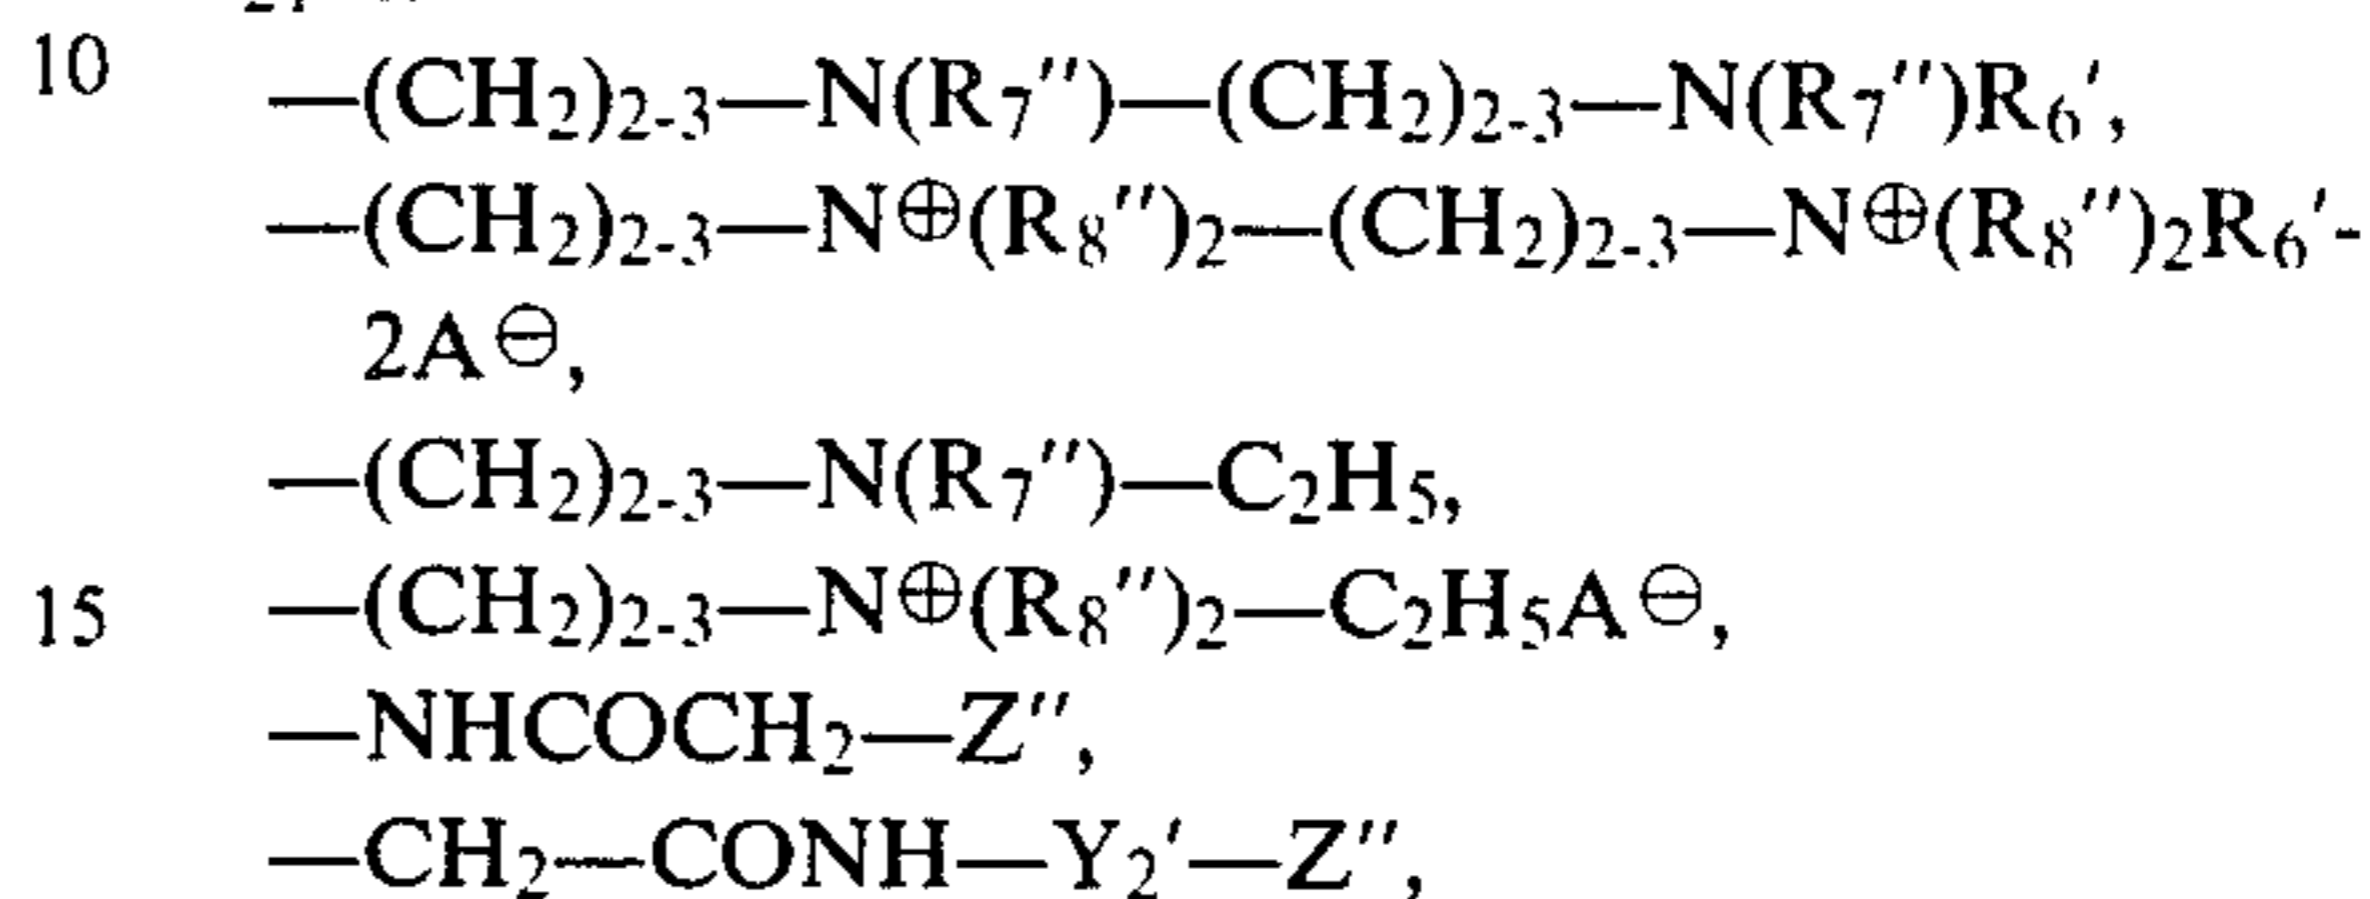 10 —(CH₂)₂₋₃—N(R₇″)—(CH₂)₂₋₃—N(R₇″)R₆′,
—(CH₂)₂₋₃—N⊕(R₈″)₂—(CH₂)₂₋₃—N⊕(R₈″)₂R₆′-
2A⊖,
—(CH₂)₂₋₃—N(R₇″)—C₂H₅,
15 —(CH₂)₂₋₃—N⊕(R₈″)₂—C₂H₅A⊖,
—NHCOCH₂—Z″,
—CH₂—CONH—Y₂′—Z″,